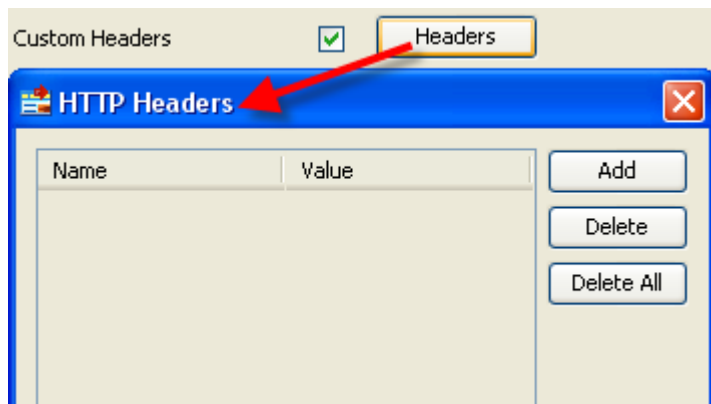 Custom Headers Headers
HTTP Headers
Name Value Add
Delete
Delete All